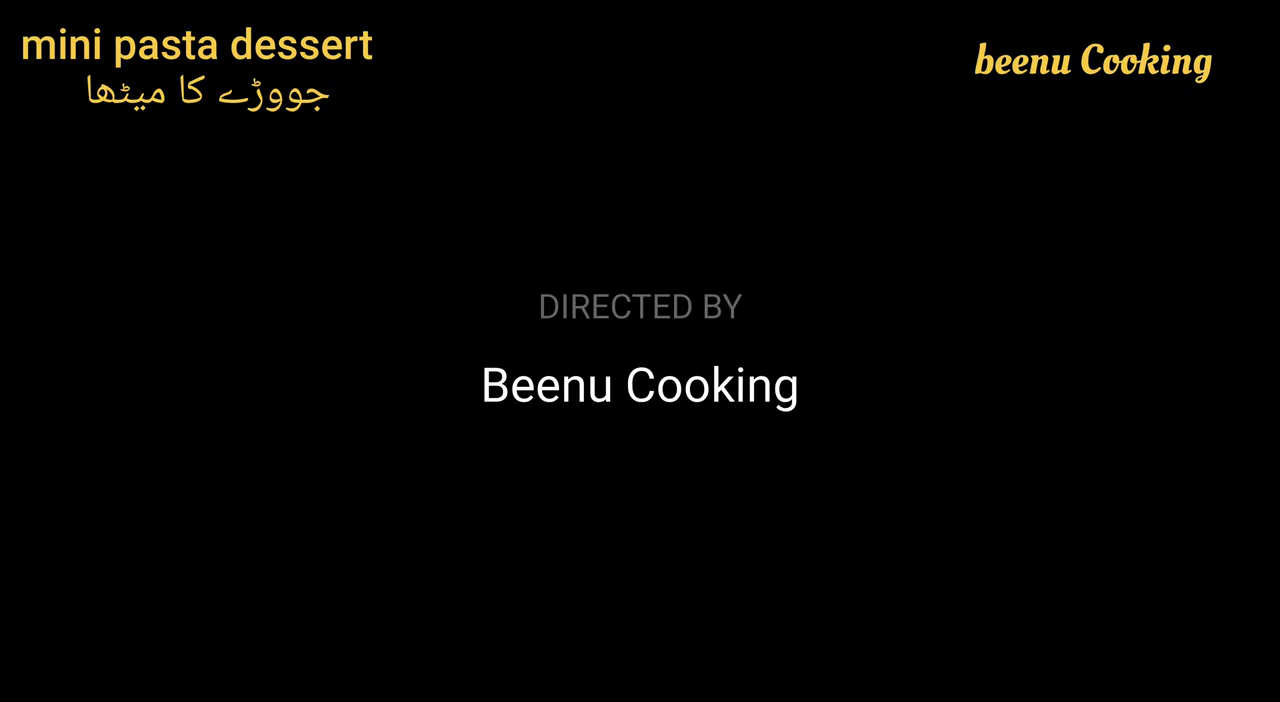 mini pasta dessert
جووڑے کا میٹھا
beenu Cooking
DIRECTED BY
Beenu Cooking